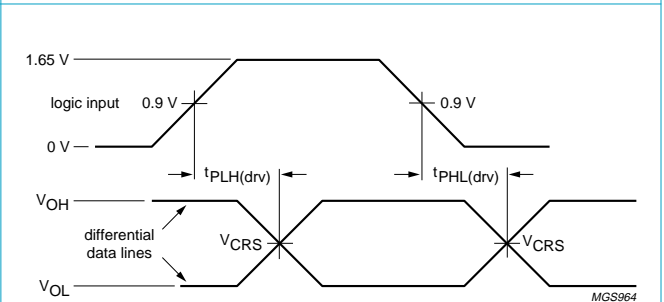 1.65 V
logic input 0.9 V 0.9 V
0 V
tPLH(drv) tPHL(drv)
VOH
differential
data lines
VCRS VCRS
VOL
MGS964